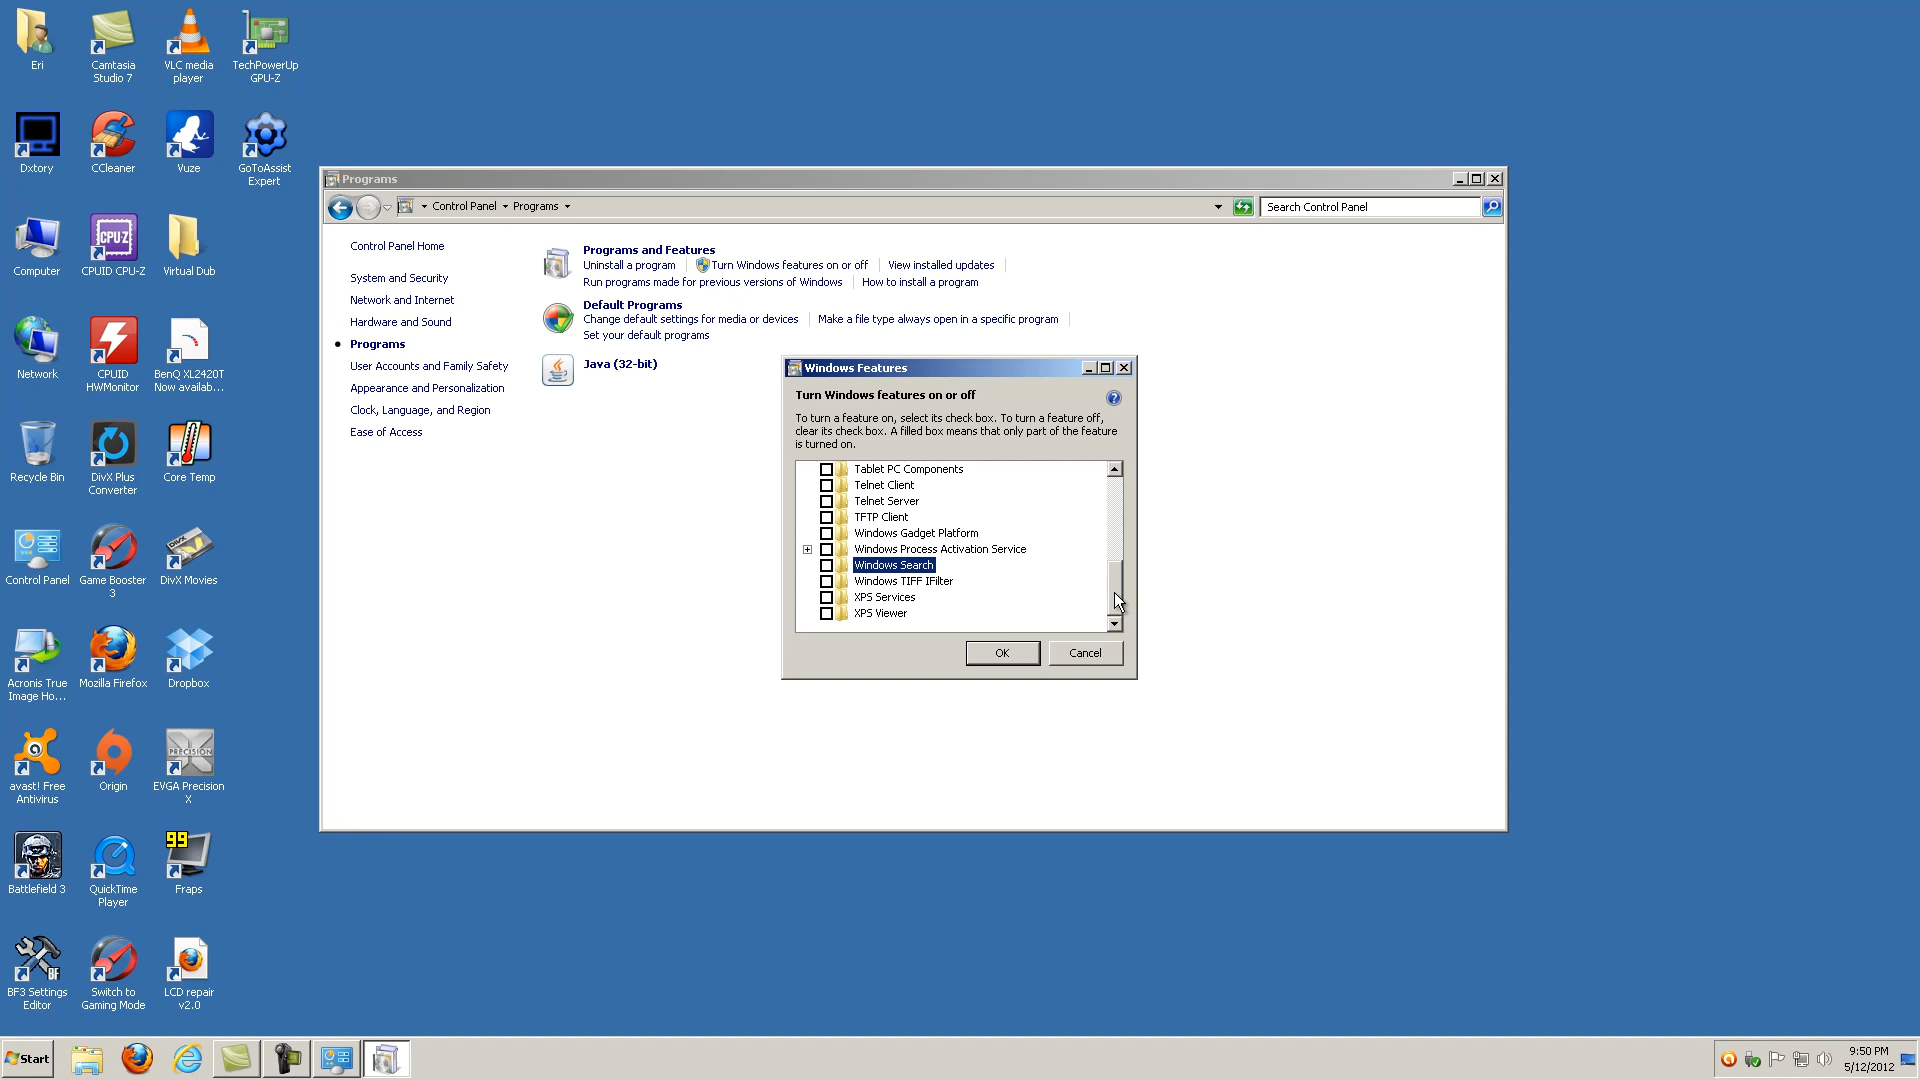 Eri
Camtasia
Studio 7
VLC media
player
TechPowerUp
GPU-Z
Dxtory
CCleaner
Vuze
GoToAssist
Expert
Computer
CPU-Z
CPUID CPU-Z
Virtual Dub
Network
CPUID
HWMonitor
BenQ XL2420T
Now availab...
Recycle Bin
DivX Plus
Converter
Core Temp
Control Panel
Game Booster
3
DIVX
DivX Movies
Acronis True
Image Ho...
Mozilla Firefox
Dropbox
avast! Free
Antivirus
Origin
PRECISION
EVGA Precision
X
Battlefield 3
QuickTime
Player
99
Fraps
BF
BF3 Settings
Editor
Switch to
Gaming Mode
LCD repair
v2.0
Programs
Control Panel Programs
Search Control Panel
Control Panel Home
System and Security
Network and Internet
Hardware and Sound
Programs
User Accounts and Family Safety
Appearance and Personalization
Clock, Language, and Region
Ease of Access
Programs and Features
Uninstall a program Turn Windows features on or off View installed updates
Run programs made for previous versions of Windows How to install a program
Default Programs
Change default settings for media or devices Make a file type always open in a specific program
Set your default programs
Java (32-bit)
Windows Features
Turn Windows features on or off
To turn a feature on, select its check box. To turn a feature off,
clear its check box. A filled box means that only part of the feature
is turned on.
Tablet PC Components
Telnet Client
Telnet Server
TFTP Client
Windows Gadget Platform
Windows Process Activation Service
Windows Search
Windows TIFF IFilter
XPS Services
XPS Viewer
OK Cancel
Start
9:50 PM
5/12/2012